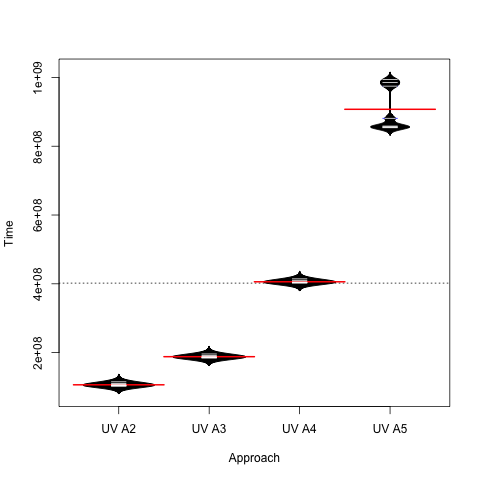 1e+09
8e+08
6e+08
4e+08
2e+08
Time
UV A2
UV A3
UV A4
UV A5
Approach